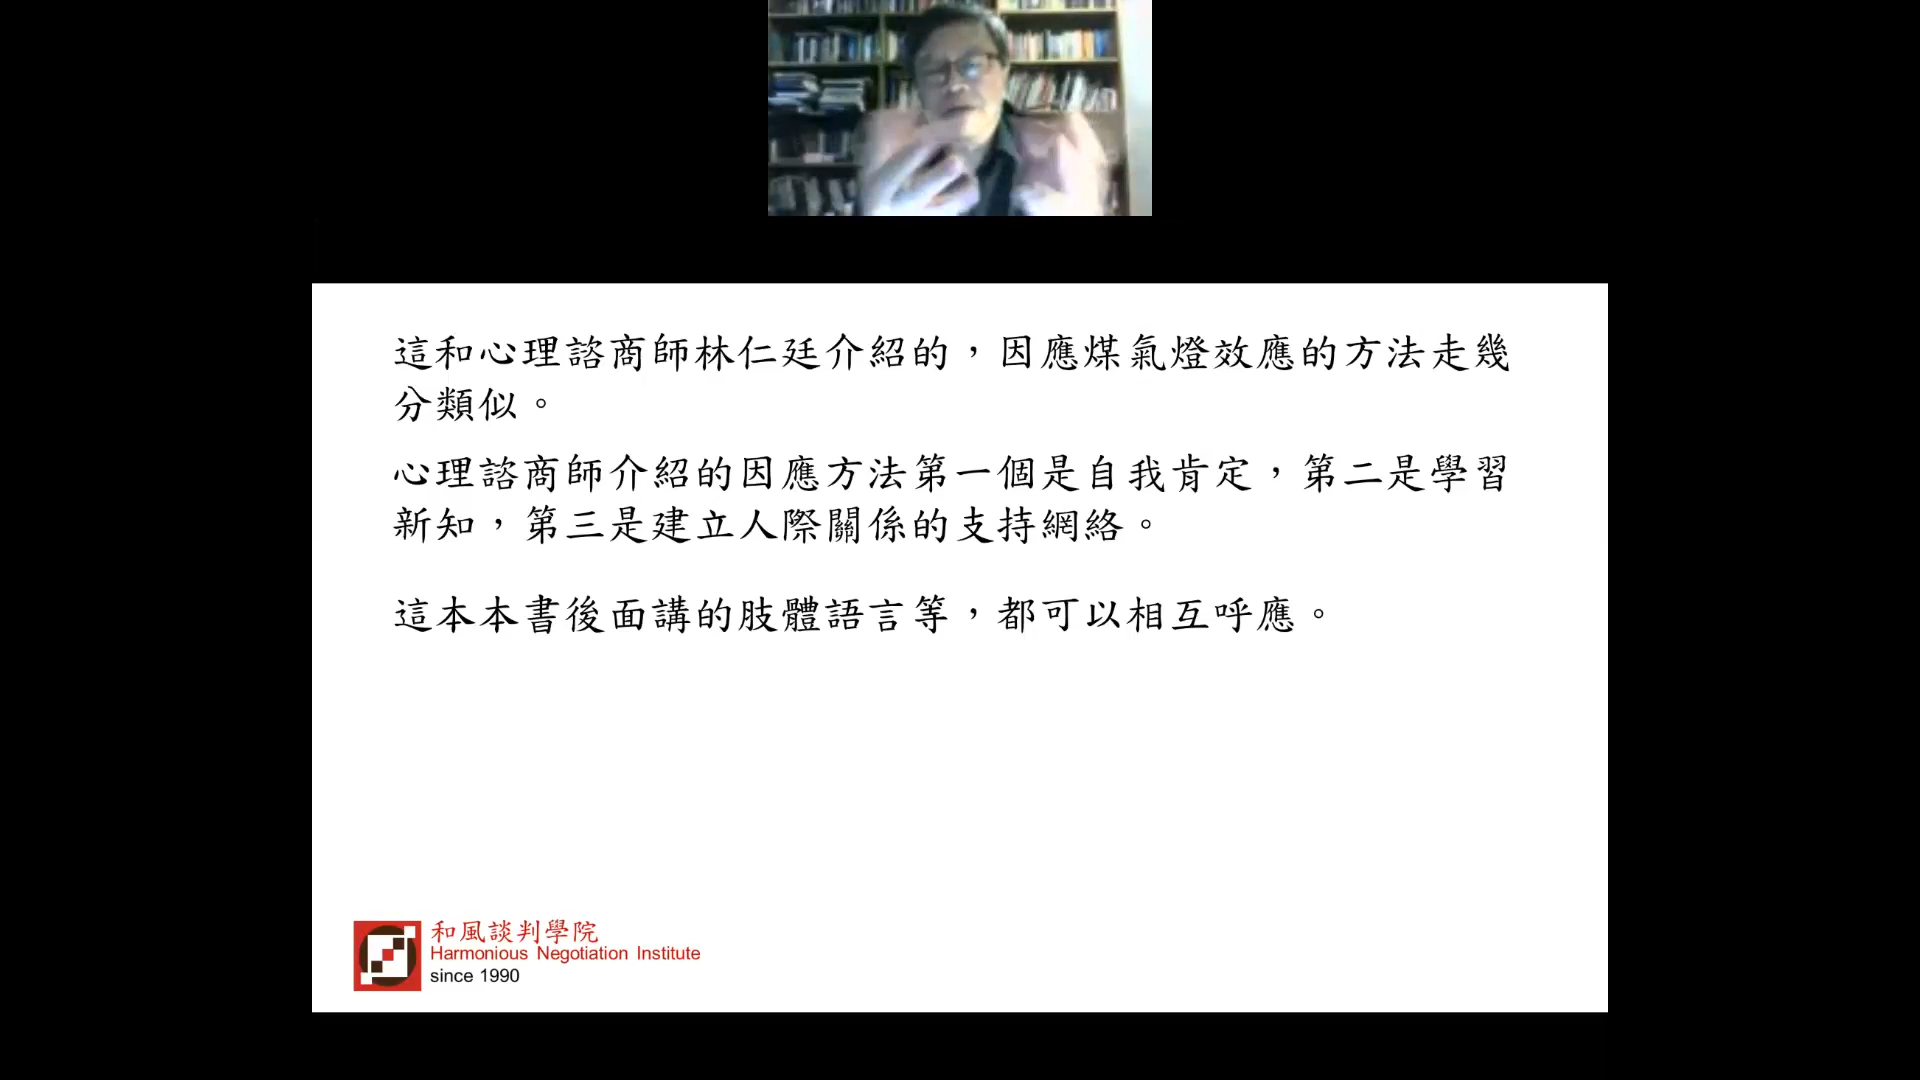 這和心理諮商師林仁廷介紹的，因應煤氣燈效應的方法走幾
分類似。
心理諮商師介紹的因應方法第一個是自我肯定，第二是學習
新知，第三是建立人際關係的支持網絡。
這本本書後面講的肢體語言等，都可以相互呼應。
和風談判學院
Harmonious Negotiation Institute
since 1990